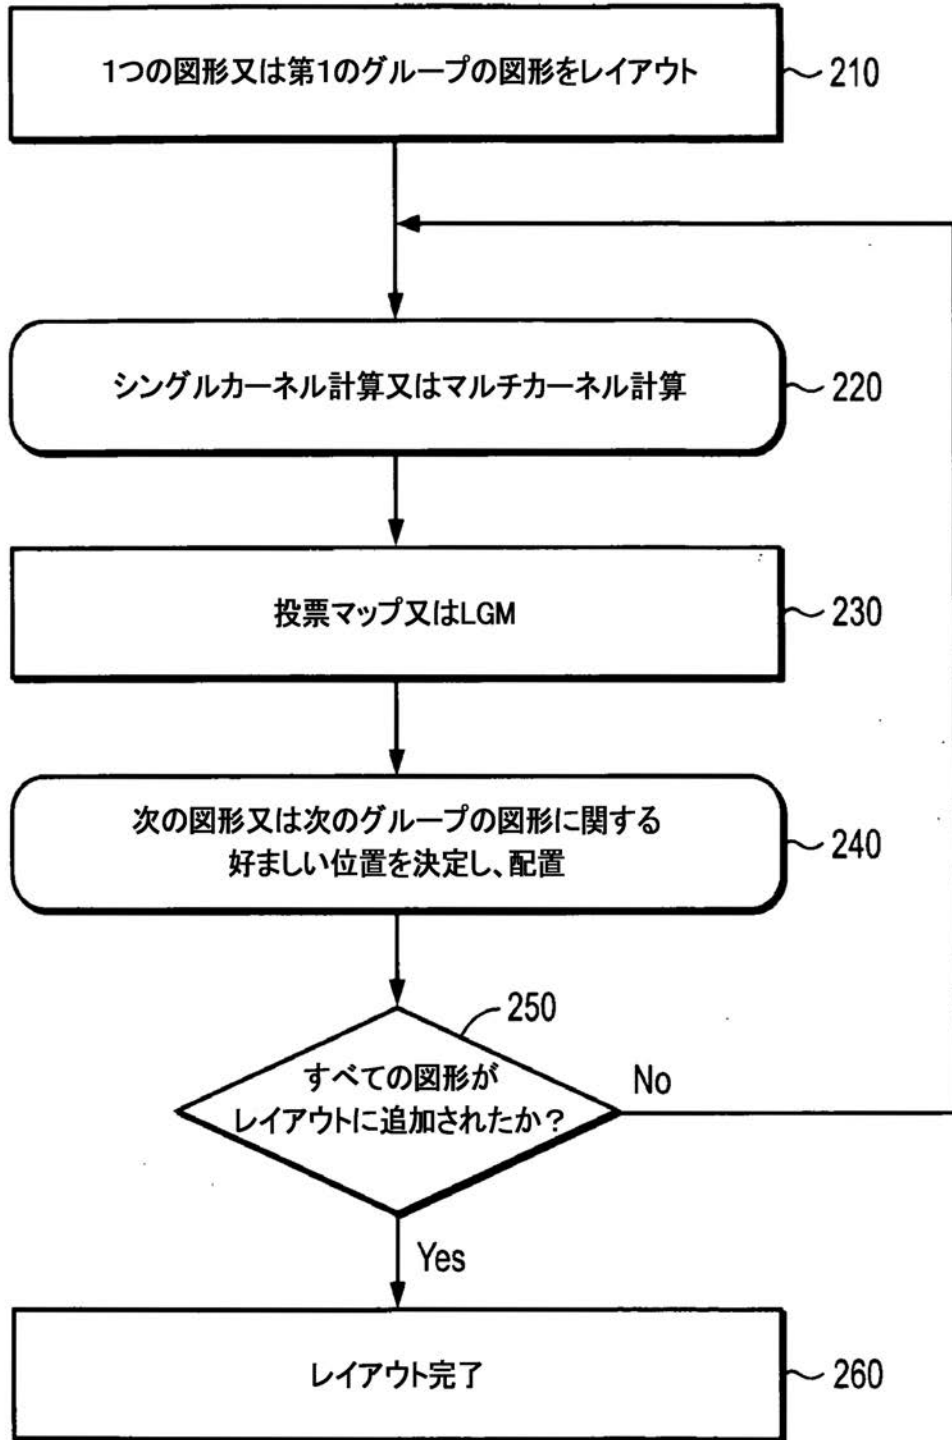 1つの図形又は第1のグループの図形をレイアウト
210
シングルカーネル計算又はマルチカーネル計算
220
投票マップ又はLGM
230
次の図形又は次のグループの図形に関する
好ましい位置を決定し、配置
240
250
すべての図形が
レイアウトに追加されたか?
No
Yes
レイアウト完了
260